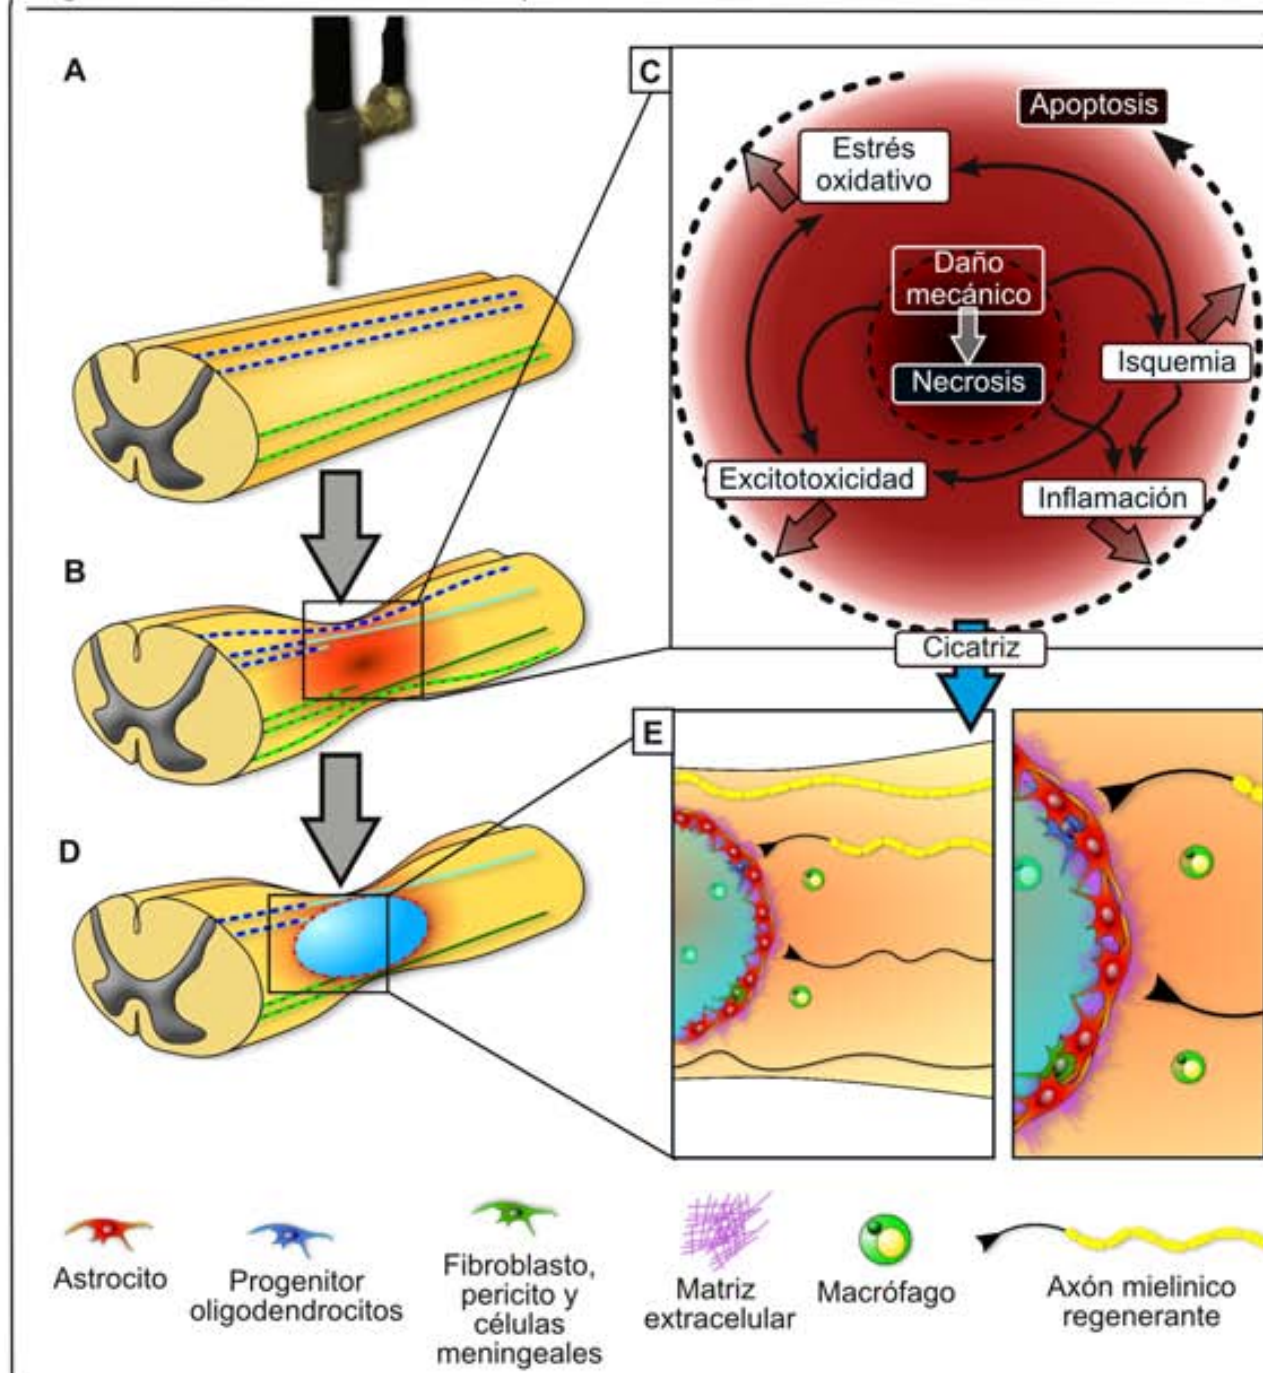 A
C
Apoptosis
Estrés
oxidativo
Daño
mecánico
Necrosis
Isquemia
Excitotoxicidad
Inflamación
B
Cicatriz
E
D
Astrocito
Progenitor
oligodendrocitos
Fibroblasto,
pericito y
células
meningeales
Matriz
extracelular
Macrófago
Axón mielinico
regenerante